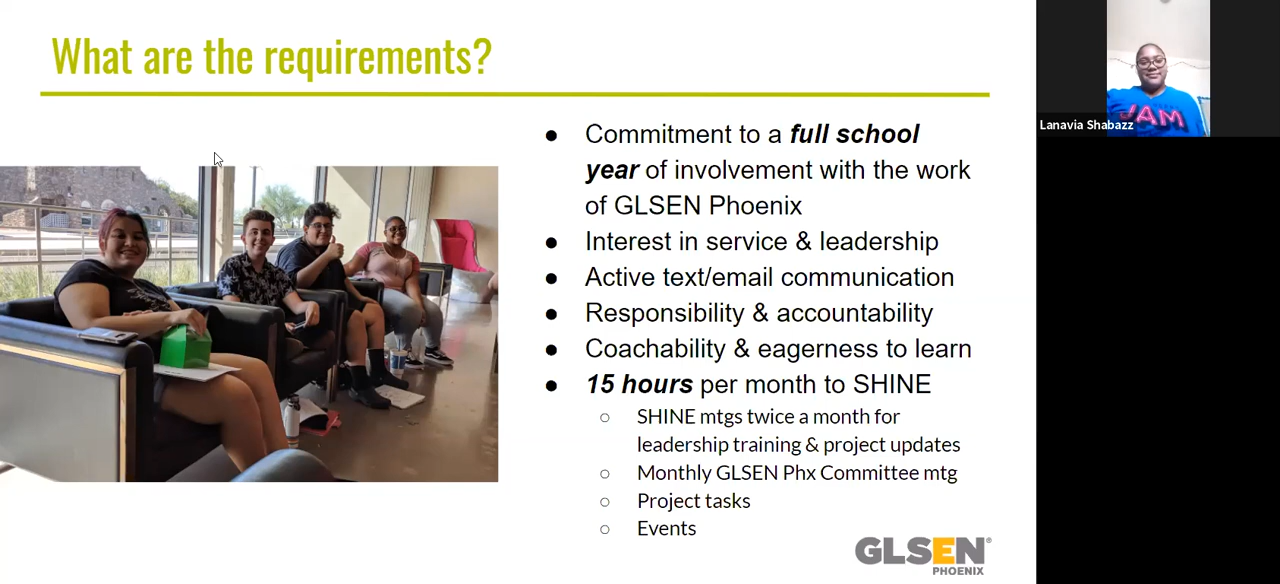 What are the requirements?
● Commitment to a full school
year of involvement with the work
of GLSEN Phoenix
● Interest in service & leadership
● Active text/email communication
● Responsibility & accountability
● Coachability & eagerness to learn
● 15 hours per month to SHINE
○ SHINE mtgs twice a month for
leadership training & project updates
○ Monthly GLSEN Phx Committee mtg
○ Project tasks
○ Events
GLSEN®
PHOENIX
JAM
Lanavia Shabazz